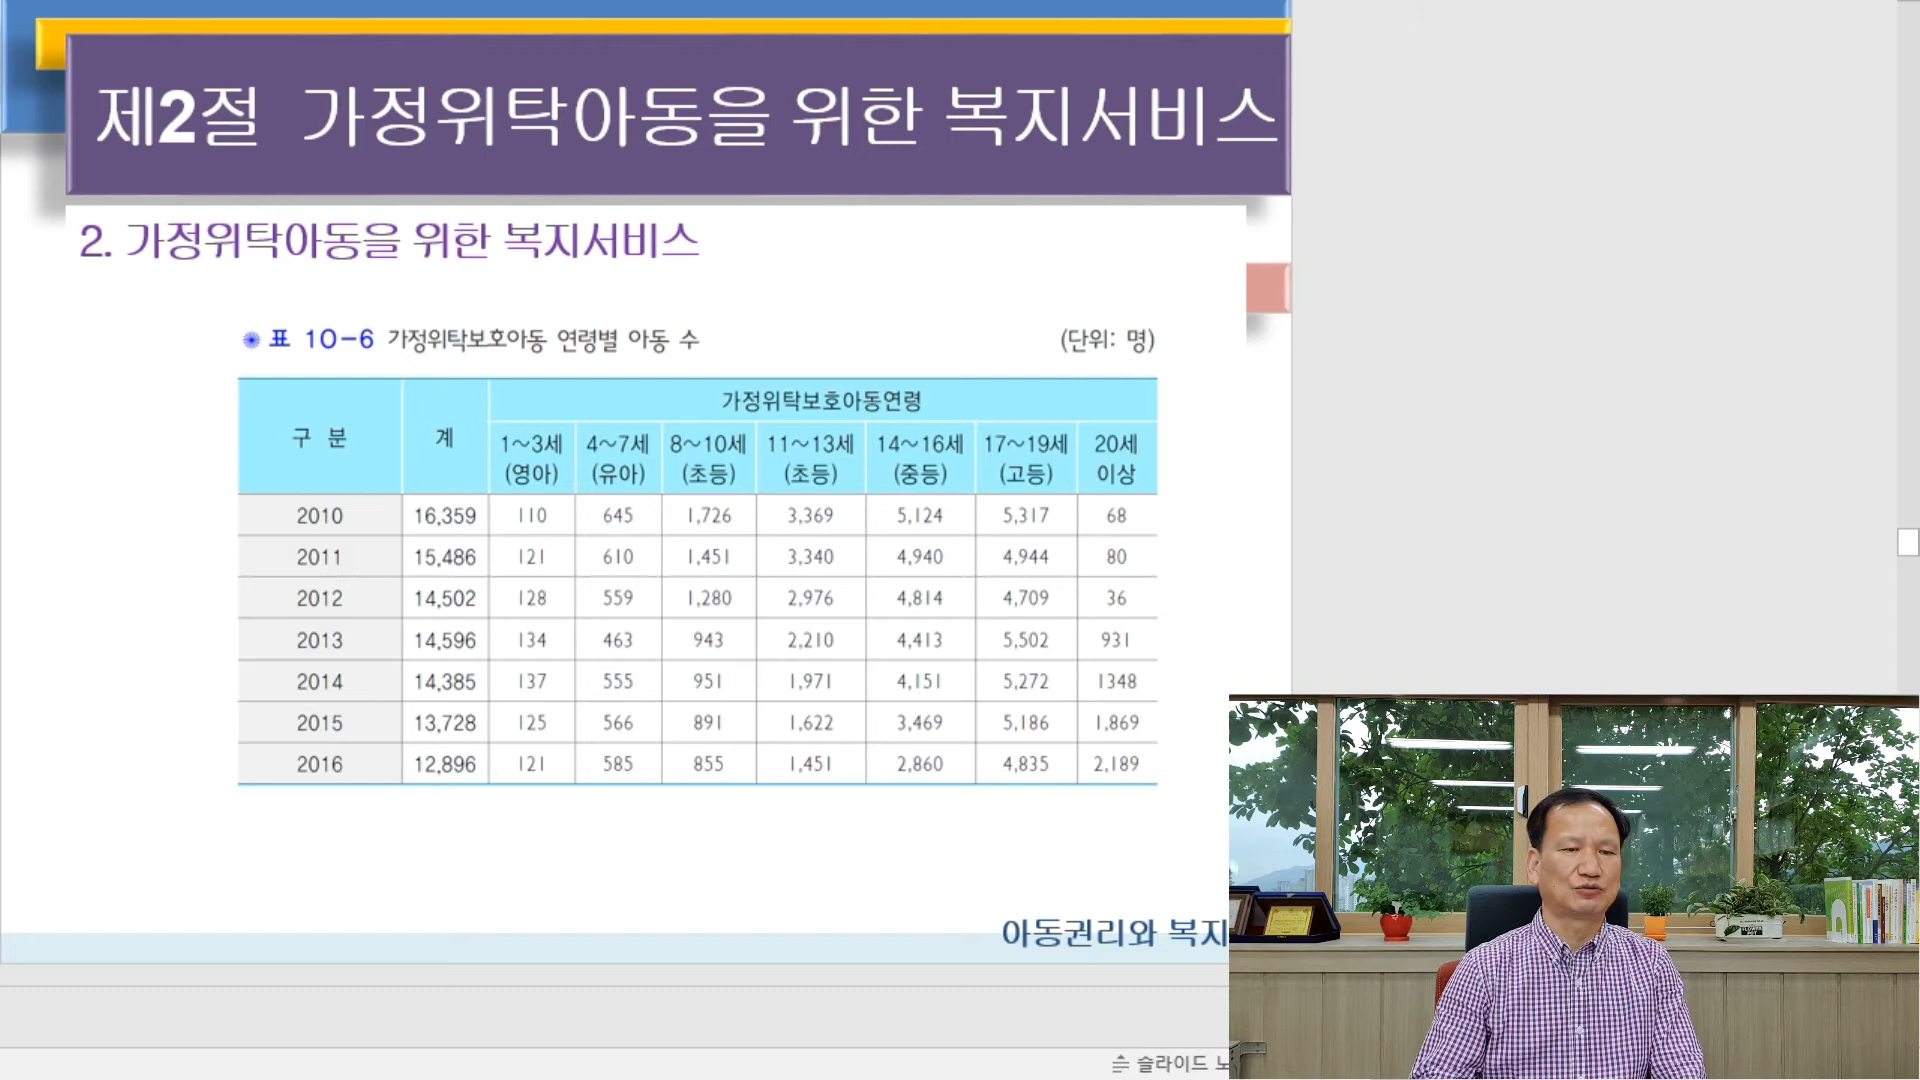 제2절 가정위탁아동을 위한 복지서비스
2. 가정위탁아동을 위한 복지서비스
표 10-6 가정위탁보호아동 연령별 아동 수 (단위: 명)
구 분 계 가정위탁보호아동연령
1~3세 (영아) 4~7세 (유아) 8~10세 (초등) 11~13세 (초등) 14~16세 (중등) 17~19세 (고등) 20세 이상
2010 16,359 110 645 1,726 3,369 5,124 5,317 68
2011 15,486 121 610 1,451 3,340 4,940 4,944 80
2012 14,502 128 559 1,280 2,976 4,814 4,709 36
2013 14,596 134 463 943 2,210 4,413 5,502 931
2014 14,385 137 555 951 1,971 4,151 5,272 1348
2015 13,728 125 566 891 1,622 3,469 5,186 1,869
2016 12,896 121 585 855 1,451 2,860 4,835 2,189
아동권리와 복지
슬라이드 노